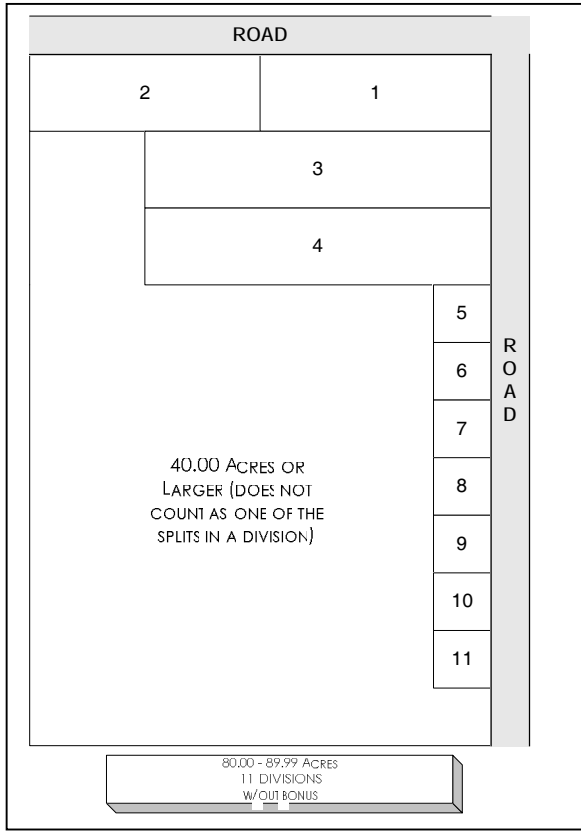 ROAD
2 1
3
4
5
6
7
8
9
10
11
R
O
A
D
40.00 ACRES OR
LARGER (DOES NOT
COUNT AS ONE OF THE
SPLITS IN A DIVISION)
80.00 - 89.99 ACRES
11 DIVISIONS
W/OUT BONUS